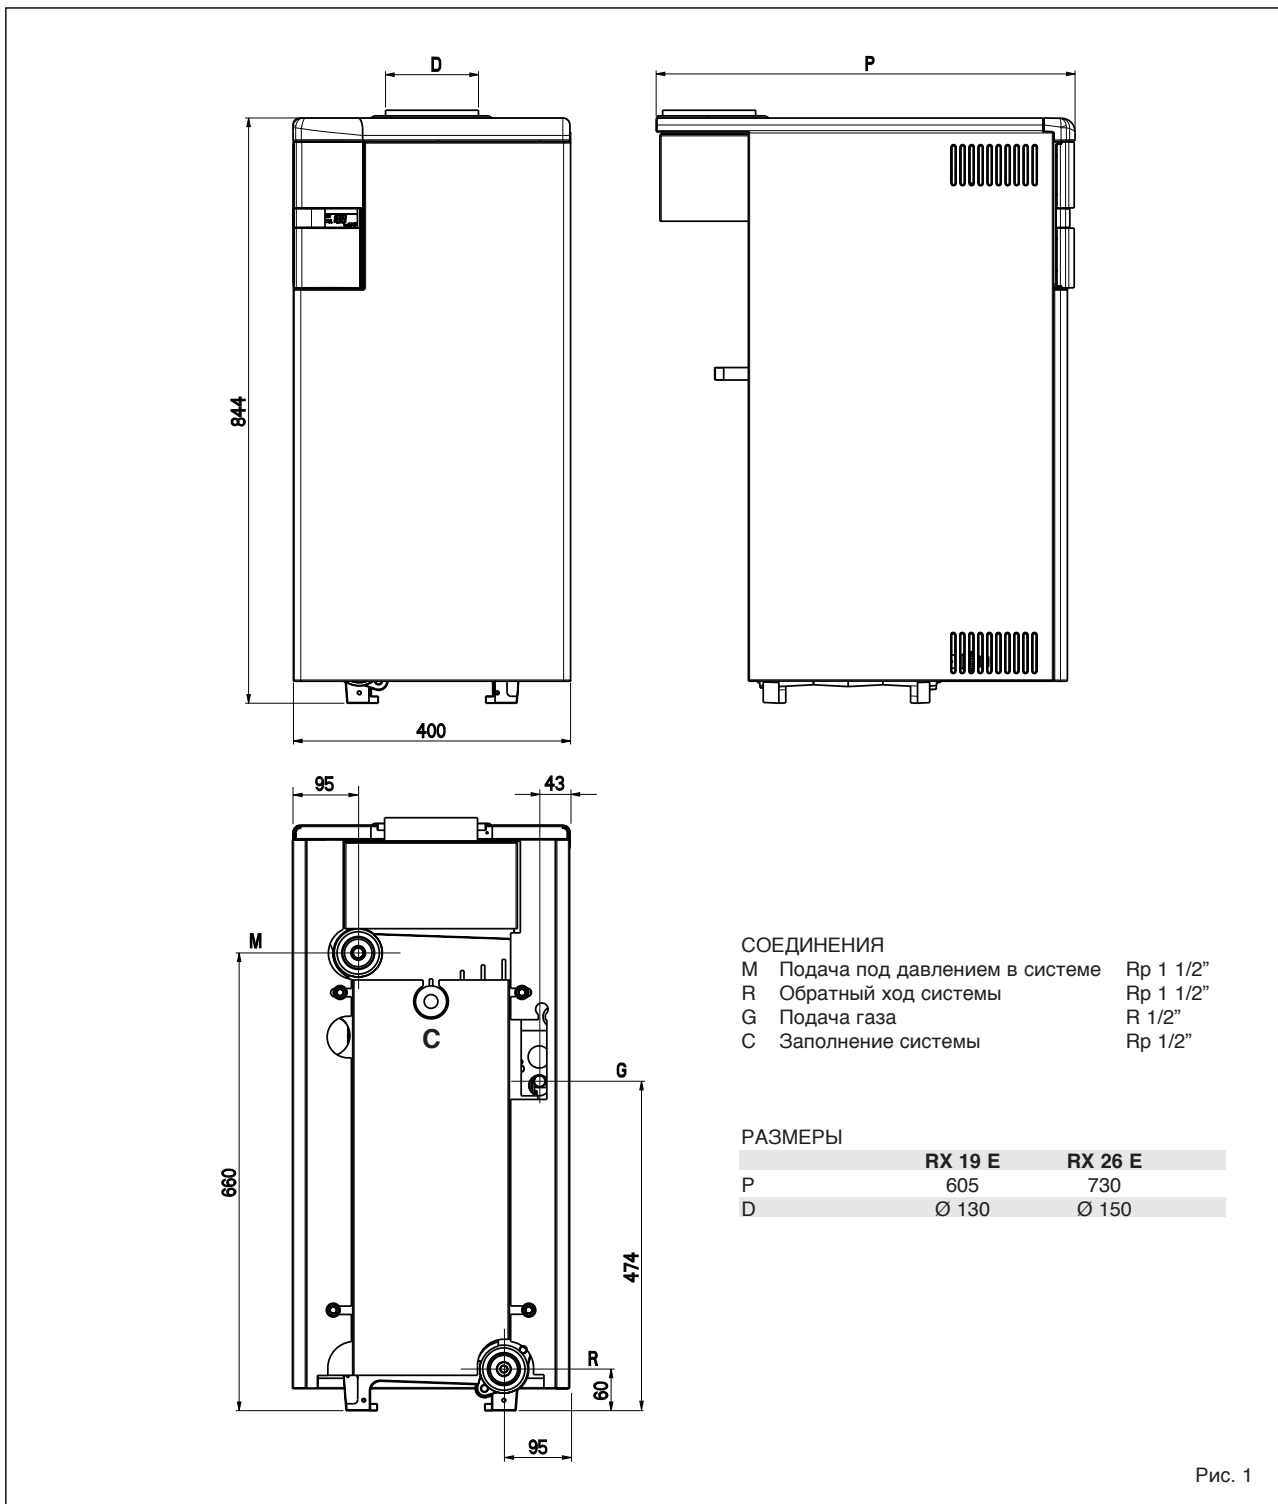 D
P
844
400
95
43
M
C
G
660
474
R
60
95
СОЕДИНЕНИЯ
M Подача под давлением в системе Rp 1 1/2”
R Обратный ход системы Rp 1 1/2”
G Подача газа R 1/2”
C Заполнение системы Rp 1/2”
РАЗМЕРЫ
RX 19 E RX 26 E
P 605 730
D Ø 130 Ø 150
Рис. 1